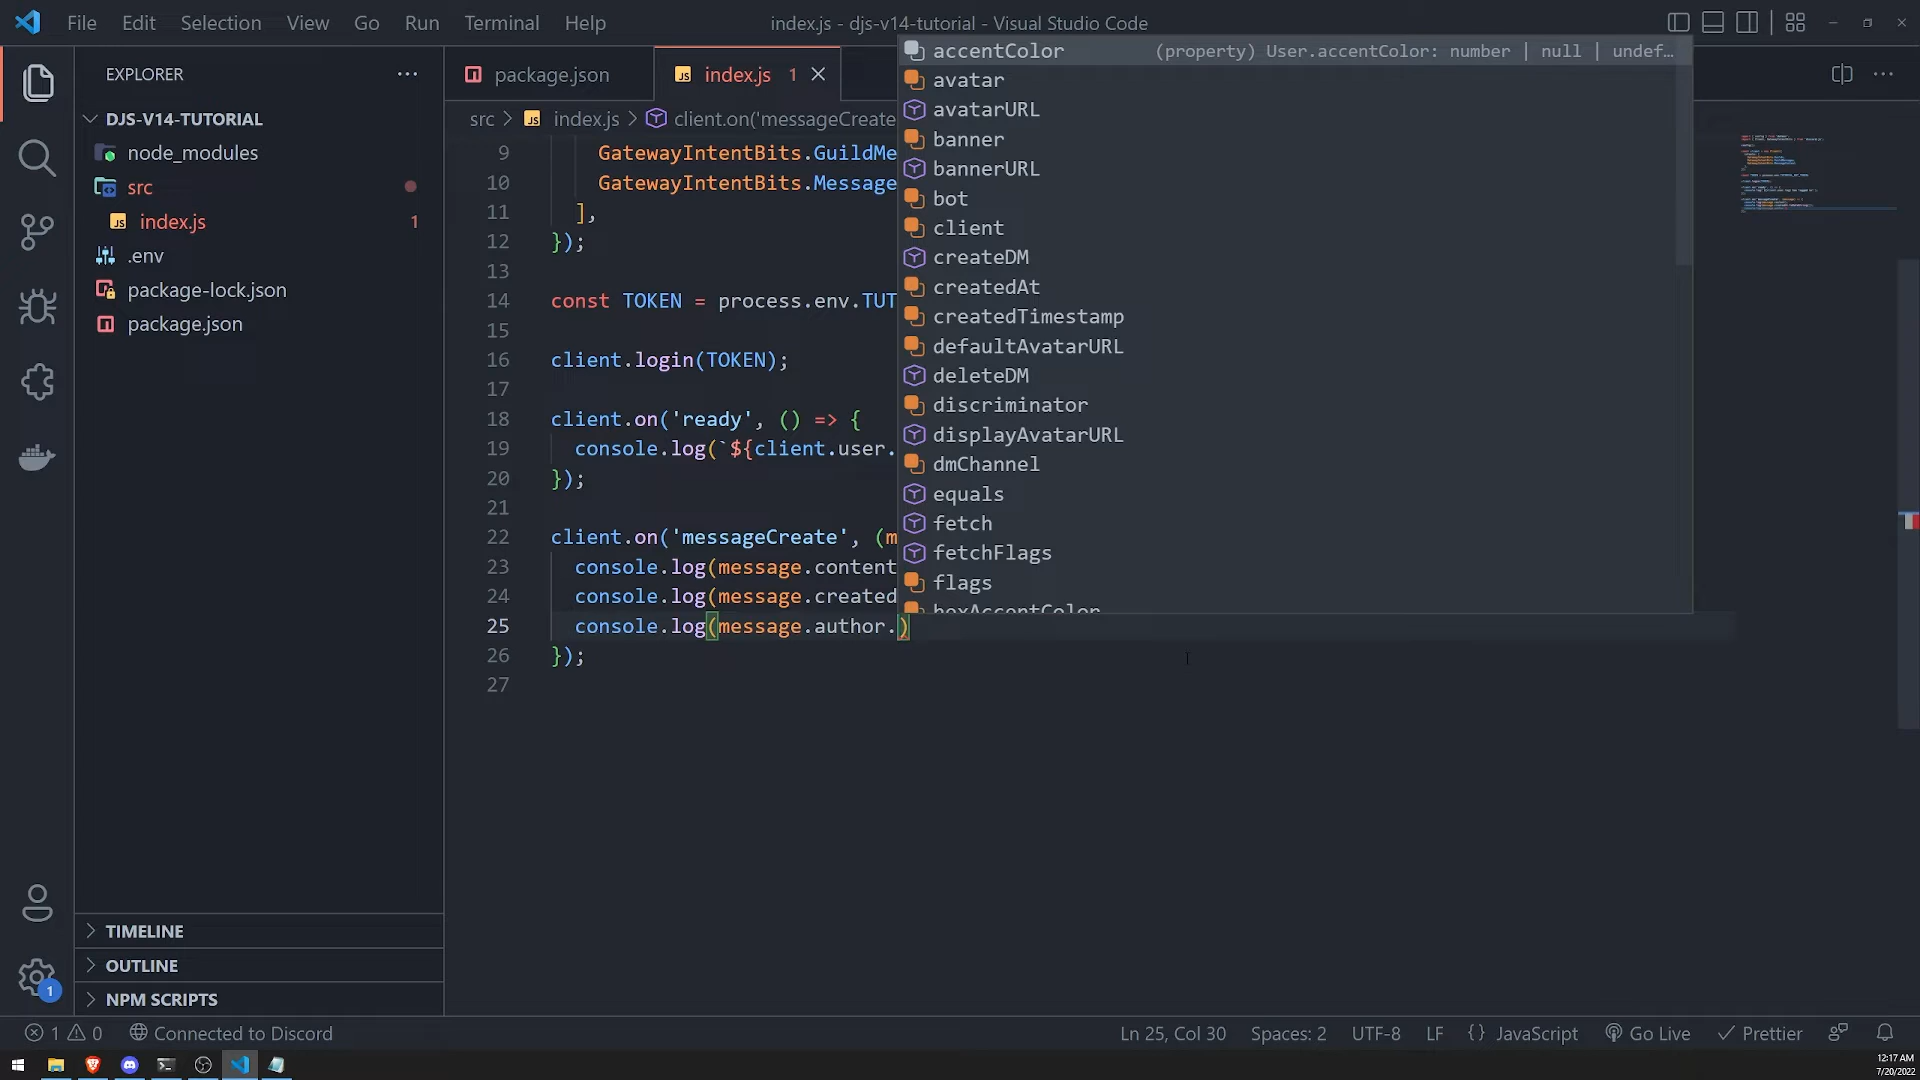 File Edit Selection View Go Run Terminal Help
index.js - djs-v14-tutorial - Visual Studio Code
EXPLORER
DJS-V14-TUTORIAL
node_modules
src
JS index.js 1
.env
package-lock.json
package.json
TIMELINE
OUTLINE
NPM SCRIPTS
package.json
JS index.js 1
src > JS index.js > client.on('messageCreate
9 GatewayIntentBits.GuildMe
10 GatewayIntentBits.Message
11 ],
12 });
13
14 const TOKEN = process.env.TUT
15
16 client.login(TOKEN);
17
18 client.on('ready', () => {
19 console.log(`${client.user.
20 });
21
22 client.on('messageCreate', (m
23 console.log(message.content
24 console.log(message.created
25 console.log(message.author.)
26 });
27
accentColor (property) User.accentColor: number | null | undef…
avatar
avatarURL
banner
bannerURL
bot
client
createDM
createdAt
createdTimestamp
defaultAvatarURL
deleteDM
discriminator
displayAvatarURL
dmChannel
equals
fetch
fetchFlags
flags
hexAccentColor
1
1 0 Connected to Discord
Ln 25, Col 30 Spaces: 2 UTF-8 LF {} JavaScript Go Live Prettier
12:17 AM
7/20/2022